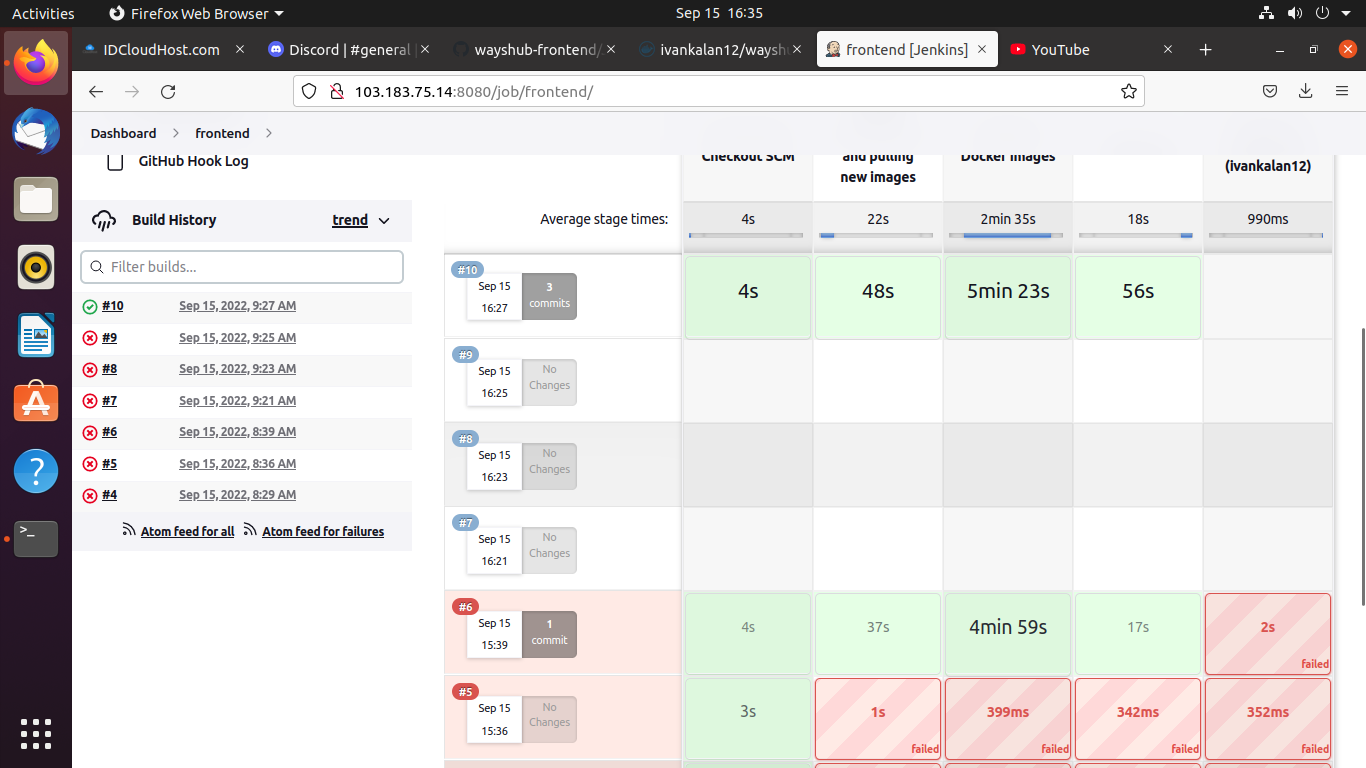 Activities
Firefox Web Browser
Sep 15 16:35
IDCloudHost.com
Discord | #general |
wayshub-frontend/
ivankalan12/waysh
frontend [Jenkins]
YouTube
103.183.75.14:8080/job/frontend/
Dashboard
frontend
GitHub Hook Log
Build History
trend
Filter builds...
#10 Sep 15, 2022, 9:27 AM
#9 Sep 15, 2022, 9:25 AM
#8 Sep 15, 2022, 9:23 AM
#7 Sep 15, 2022, 9:21 AM
#6 Sep 15, 2022, 8:39 AM
#5 Sep 15, 2022, 8:36 AM
#4 Sep 15, 2022, 8:29 AM
Atom feed for all Atom feed for failures
Checkout SCM
and pulling
new images
Docker Images
(ivankalan12)
Average stage times:
4s
22s
2min 35s
18s
990ms
#10
Sep 15
16:27
3
commits
4s
48s
5min 23s
56s
#9
Sep 15
16:25
No
Changes
#8
Sep 15
16:23
No
Changes
#7
Sep 15
16:21
No
Changes
#6
Sep 15
15:39
1
commit
4s
37s
4min 59s
17s
2s
failed
#5
Sep 15
15:36
No
Changes
3s
1s
failed
399ms
failed
342ms
failed
352ms
failed